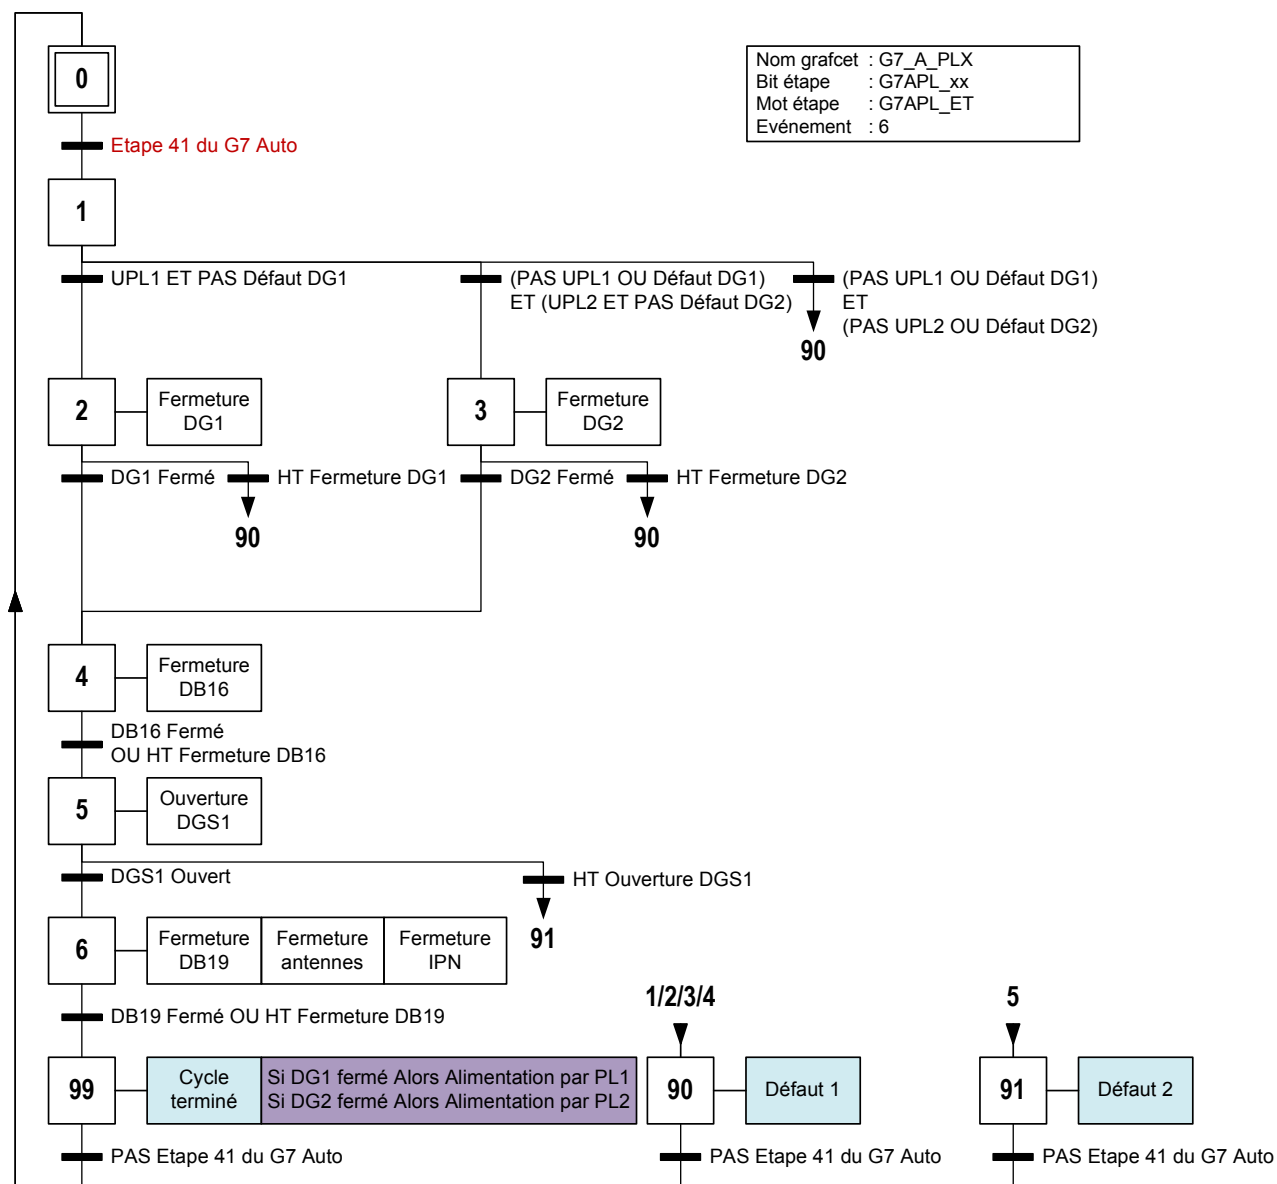 0
Nom grafcet : G7_A_PLX
Bit étape : G7APL_xx
Mot étape : G7APL_ET
Evénement : 6
Etape 41 du G7 Auto
1
UPL1 ET PAS Défaut DG1
(PAS UPL1 OU Défaut DG1)
ET (UPL2 ET PAS Défaut DG2)
(PAS UPL1 OU Défaut DG1)
ET
(PAS UPL2 OU Défaut DG2)
90
2
Fermeture
DG1
3
Fermeture
DG2
DG1 Fermé
HT Fermeture DG1
DG2 Fermé
HT Fermeture DG2
90
90
4
Fermeture
DB16
DB16 Fermé
OU HT Fermeture DB16
5
Ouverture
DGS1
DGS1 Ouvert
HT Ouverture DGS1
91
6
Fermeture
DB19
Fermeture
antennes
Fermeture
IPN
DB19 Fermé OU HT Fermeture DB19
1/2/3/4
5
99
Cycle
terminé
Si DG1 fermé Alors Alimentation par PL1
Si DG2 fermé Alors Alimentation par PL2
90
Défaut 1
91
Défaut 2
PAS Etape 41 du G7 Auto
PAS Etape 41 du G7 Auto
PAS Etape 41 du G7 Auto